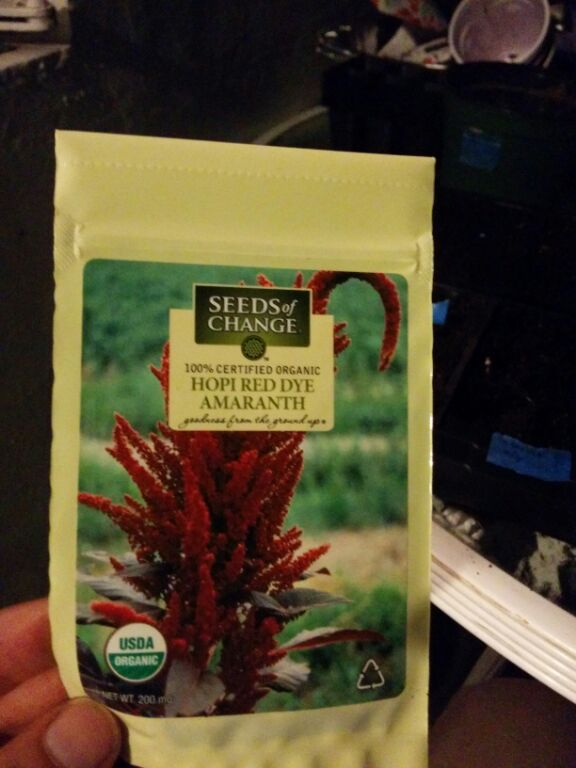 SEEDS of
CHANGE
100% CERTIFIED ORGANIC
HOPI RED DYE
AMARANTH
goodness from the ground up
USDA
ORGANIC
NET WT. 200 mg